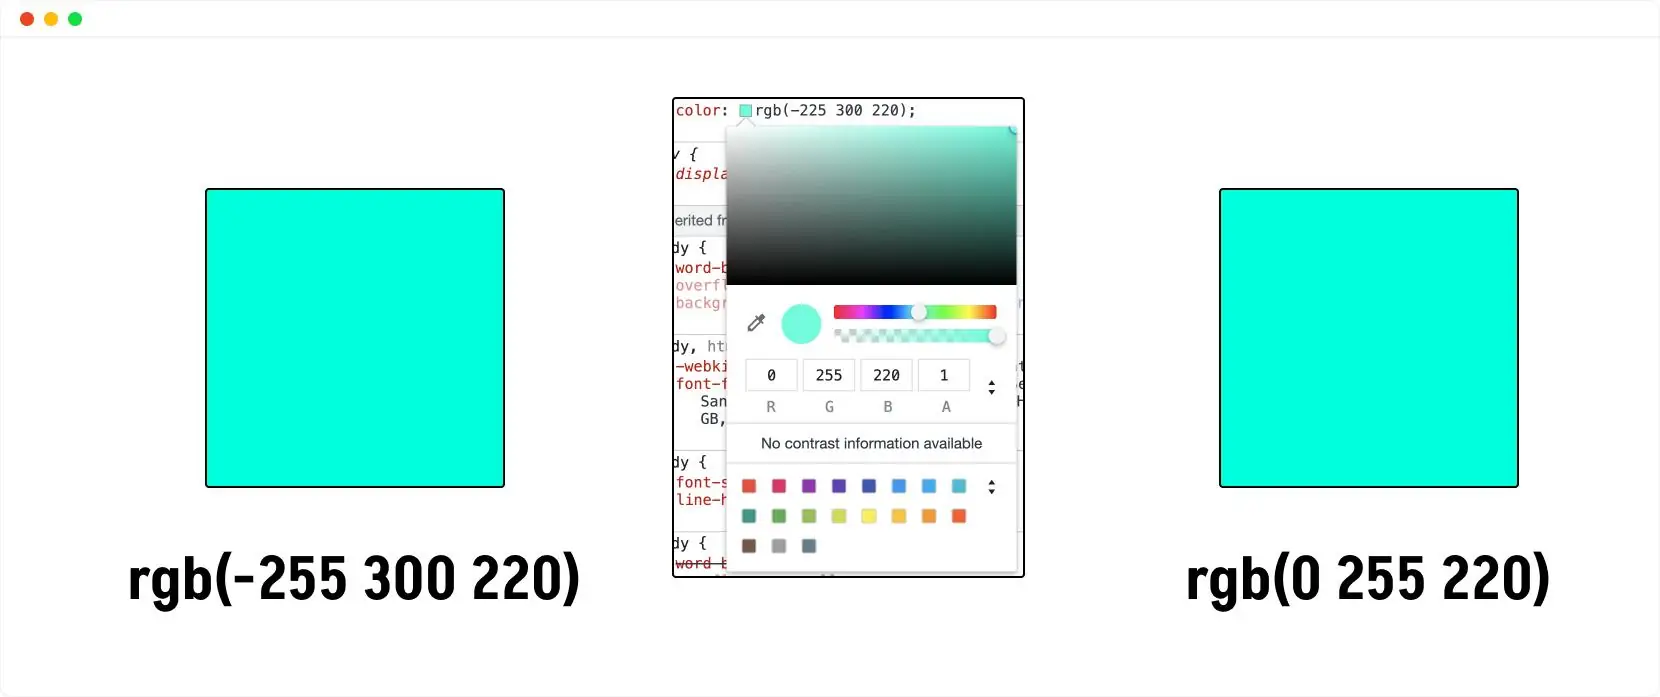 color: rgb(-225 300 220);
v {
displa
erited fr
dy {
word-b
overfl
backgr
dy, ht
-webki
font-f
San
GB,
0 255 220 1
R G B A
No contrast information available
dy {
font-s
line-h
dy {
word-b
rgb(-255 300 220)
rgb(0 255 220)